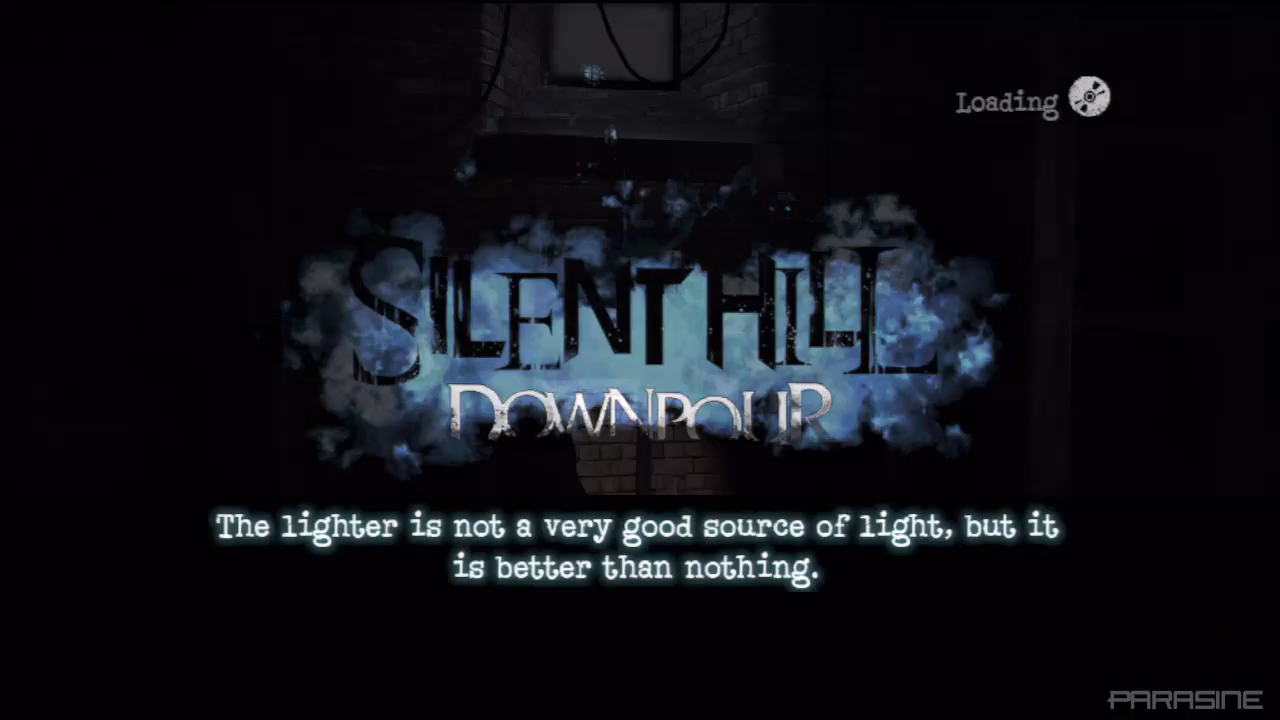 Loading
SILENT HILL
DOWNPOUR
The lighter is not a very good source of light, but it
is better than nothing.
PARASINE